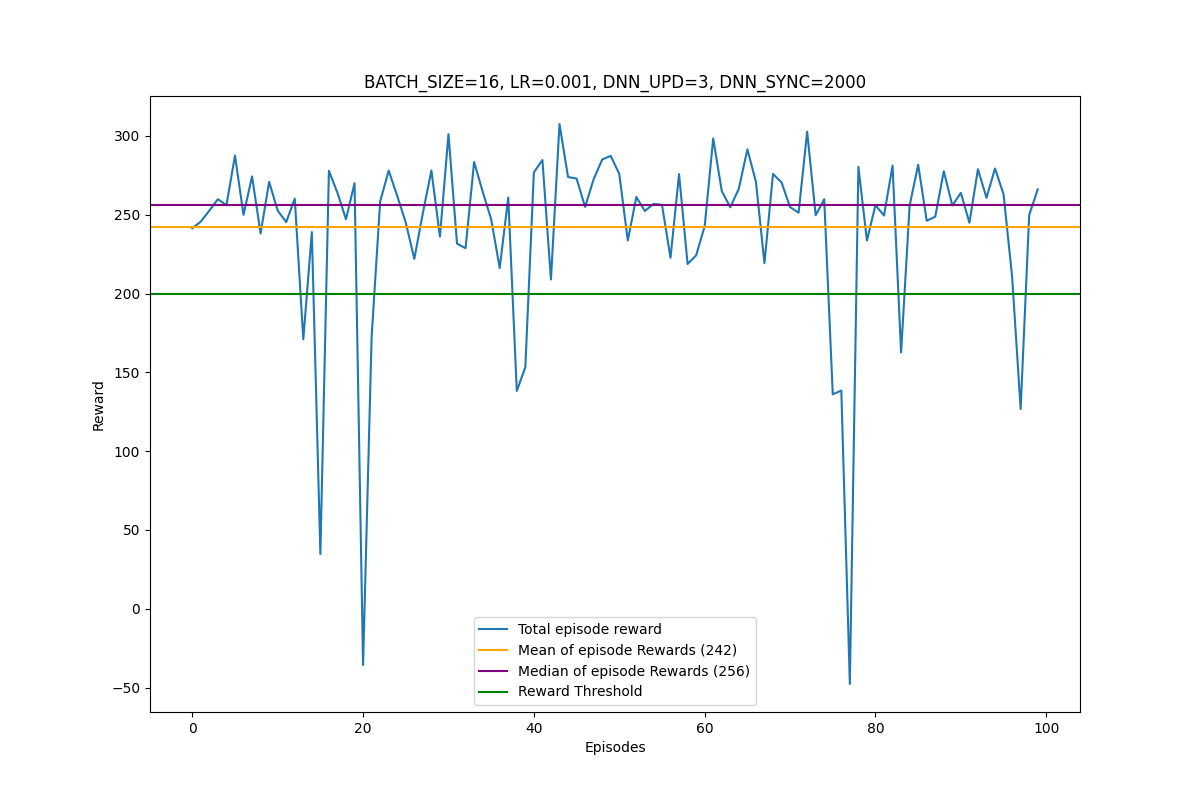 BATCH_SIZE=16, LR=0.001, DNN_UPD=3, DNN_SYNC=2000
300
250
200
150
100
50
0
−50
Reward
Total episode reward
Mean of episode Rewards (242)
Median of episode Rewards (256)
Reward Threshold
0 20 40 60 80 100
Episodes